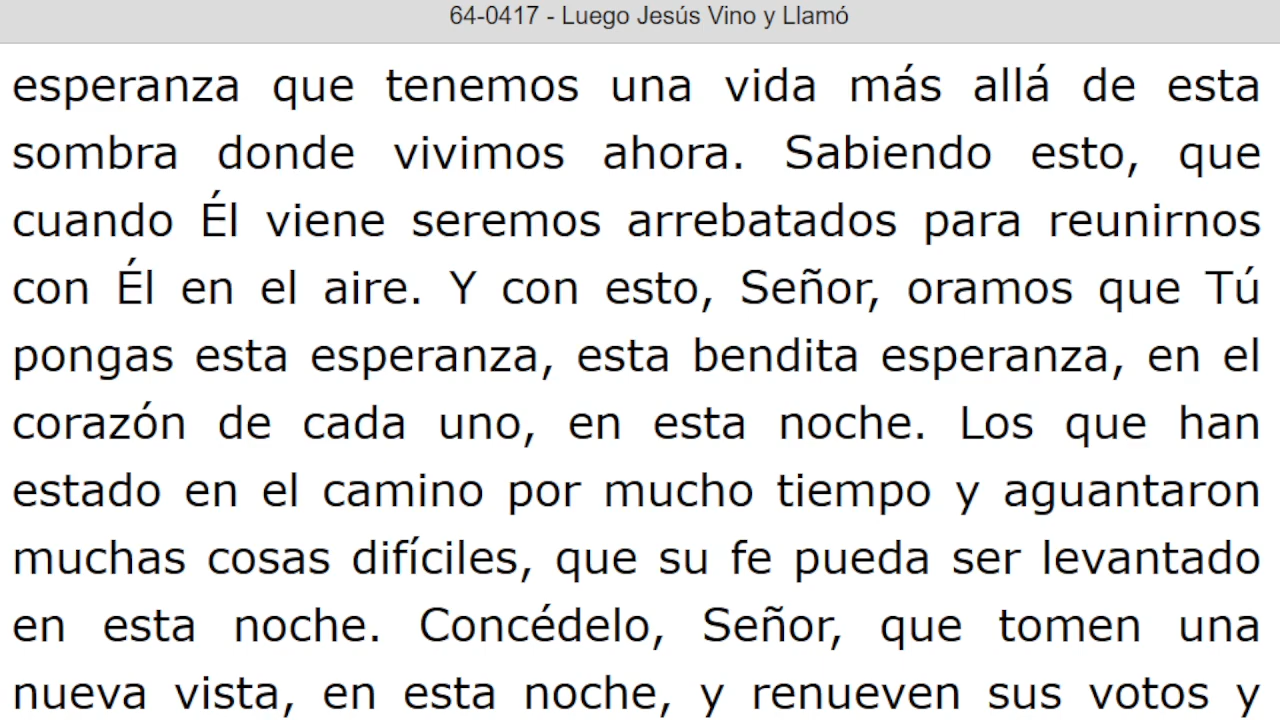 64-0417 - Luego Jesús Vino y Llamó
esperanza que tenemos una vida más allá de esta
sombra donde vivimos ahora. Sabiendo esto, que
cuando Él viene seremos arrebatados para reunirnos
con Él en el aire. Y con esto, Señor, oramos que Tú
pongas esta esperanza, esta bendita esperanza, en el
corazón de cada uno, en esta noche. Los que han
estado en el camino por mucho tiempo y aguantaron
muchas cosas difíciles, que su fe pueda ser levantado
en esta noche. Concédelo, Señor, que tomen una
nueva vista, en esta noche, y renueven sus votos y